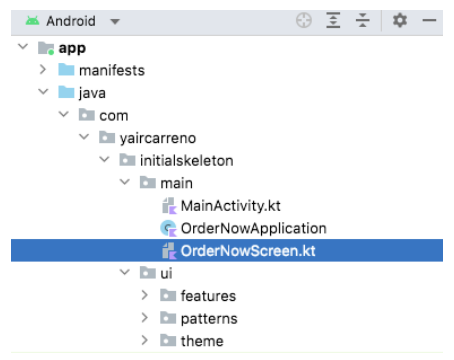 Android
app
manifests
java
com
yaircarreno
initialskeleton
main
MainActivity.kt
OrderNowApplication
OrderNowScreen.kt
ui
features
patterns
theme